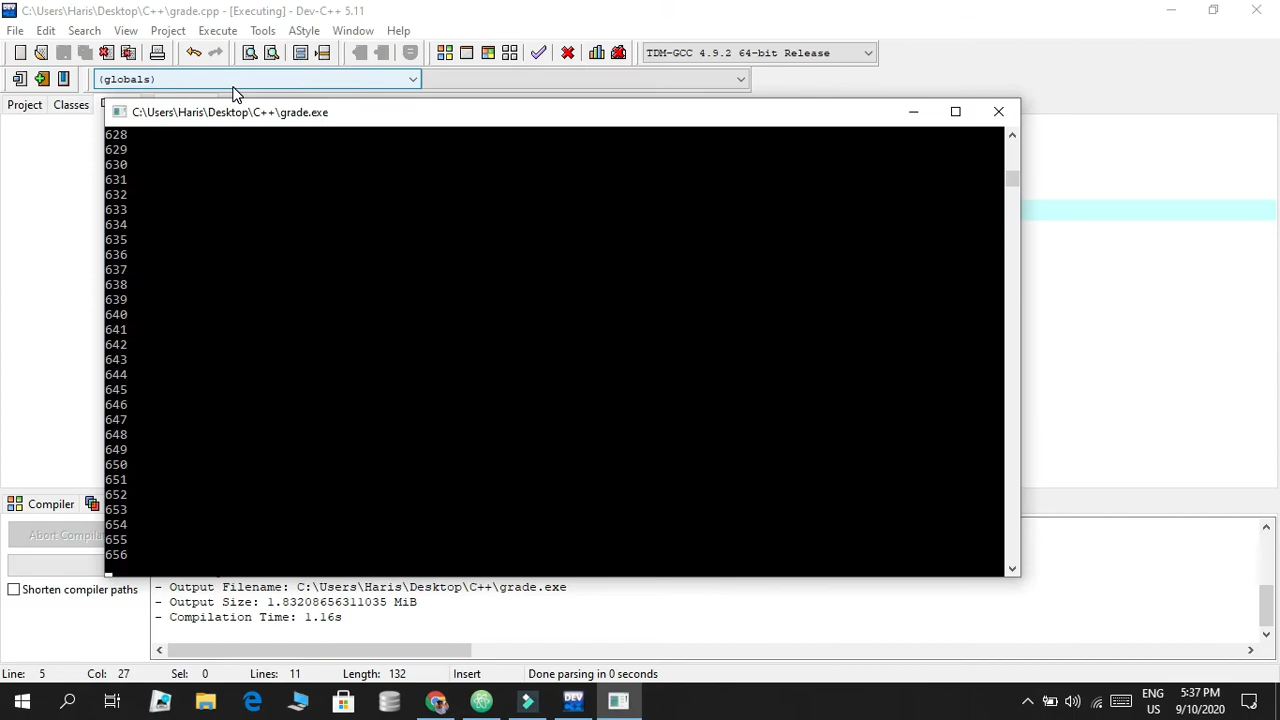 C:\Users\Haris\Desktop\C++\grade.cpp - [Executing] - Dev-C++ 5.11
File Edit Search View Project Execute Tools AStyle Window Help
TDM-GCC 4.9.2 64-bit Release
(globals)
Project Classes
C:\Users\Haris\Desktop\C++\grade.exe
628
629
630
631
632
633
634
635
636
637
638
639
640
641
642
643
644
645
646
647
648
649
650
651
652
653
654
655
656
Compiler
Abort Compila
Shorten compiler paths
- Output Filename: C:\Users\Haris\Desktop\C++\grade.exe
- Output Size: 1.83208656311035 MiB
- Compilation Time: 1.16s
Line: 5 Col: 27 Sel: 0 Lines: 11 Length: 132 Insert Done parsing in 0 seconds
DEV
ENG
US
5:37 PM
9/10/2020